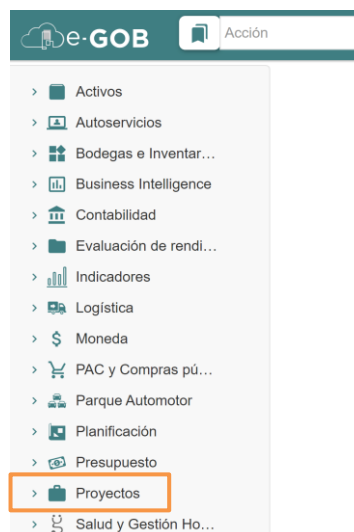 e-GOB
Acción
Activos
Autoservicios
Bodegas e Inventar...
Business Intelligence
Contabilidad
Evaluación de rendi...
Indicadores
Logística
Moneda
PAC y Compras pú...
Parque Automotor
Planificación
Presupuesto
Proyectos
Salud y Gestión Ho...